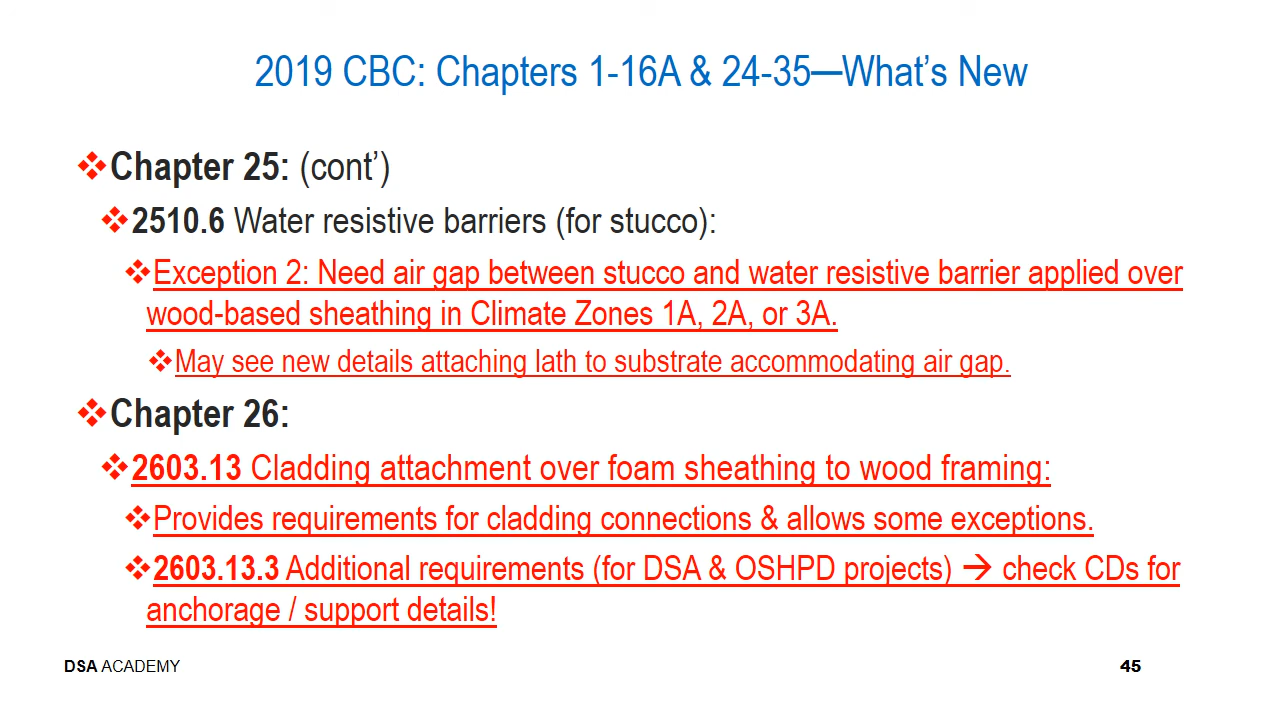 2019 CBC: Chapters 1-16A & 24-35—What's New
❖Chapter 25: (cont')
❖2510.6 Water resistive barriers (for stucco):
❖Exception 2: Need air gap between stucco and water resistive barrier applied over
wood-based sheathing in Climate Zones 1A, 2A, or 3A.
❖May see new details attaching lath to substrate accommodating air gap.
❖Chapter 26:
❖2603.13 Cladding attachment over foam sheathing to wood framing:
❖Provides requirements for cladding connections & allows some exceptions.
❖2603.13.3 Additional requirements (for DSA & OSHPD projects) → check CDs for
anchorage / support details!
DSA ACADEMY
45